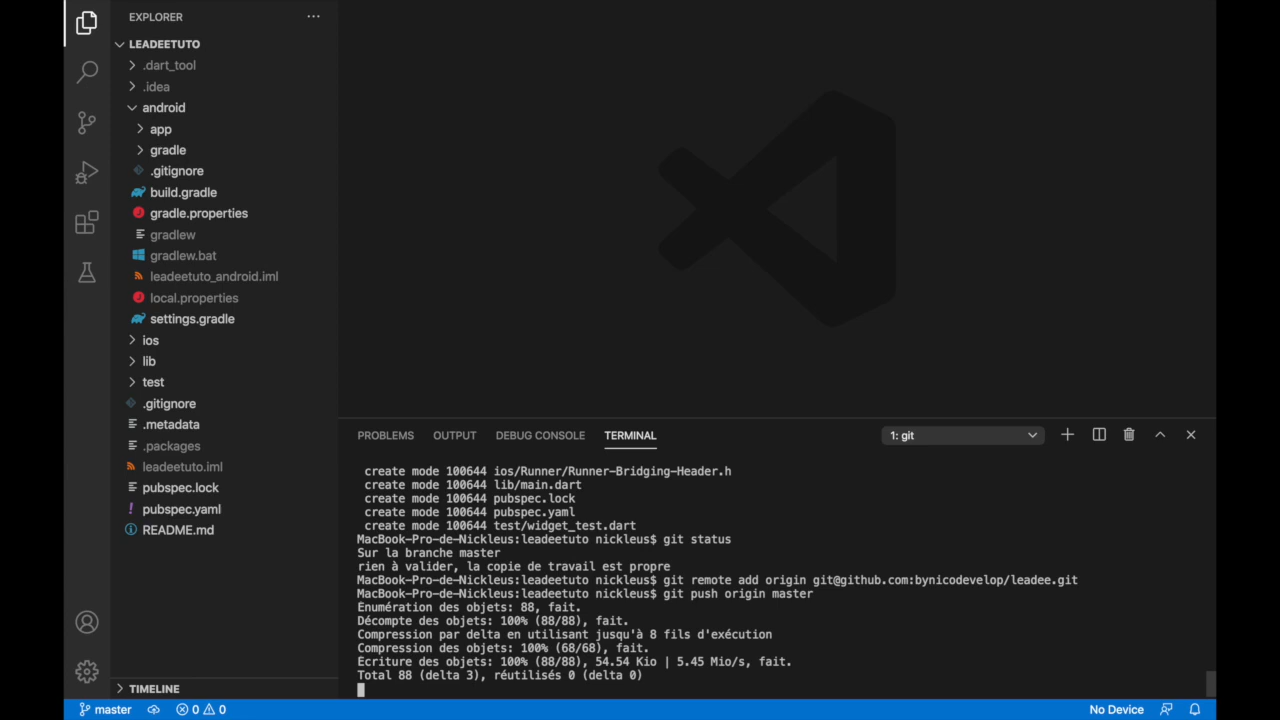 EXPLORER
LEADEETUTO
.dart_tool
.idea
android
app
gradle
.gitignore
build.gradle
gradle.properties
gradlew
gradlew.bat
leadeetuto_android.iml
local.properties
settings.gradle
ios
lib
test
.gitignore
.metadata
.packages
leadeetuto.iml
pubspec.lock
pubspec.yaml
README.md
TIMELINE
PROBLEMS OUTPUT DEBUG CONSOLE TERMINAL 1: git
create mode 100644 ios/Runner/Runner-Bridging-Header.h
create mode 100644 lib/main.dart
create mode 100644 pubspec.lock
create mode 100644 pubspec.yaml
create mode 100644 test/widget_test.dart
MacBook-Pro-de-Nickleus:leadeetuto nickleus$ git status
Sur la branche master
rien à valider, la copie de travail est propre
MacBook-Pro-de-Nickleus:leadeetuto nickleus$ git remote add origin git@github.com:bynicodevelop/leadee.git
MacBook-Pro-de-Nickleus:leadeetuto nickleus$ git push origin master
Énumération des objets: 88, fait.
Décompte des objets: 100% (88/88), fait.
Compression par delta en utilisant jusqu'à 8 fils d'exécution
Compression des objets: 100% (68/68), fait.
Écriture des objets: 100% (88/88), 54.54 Kio | 5.45 Mio/s, fait.
Total 88 (delta 3), réutilisés 0 (delta 0)
master 0 0 No Device